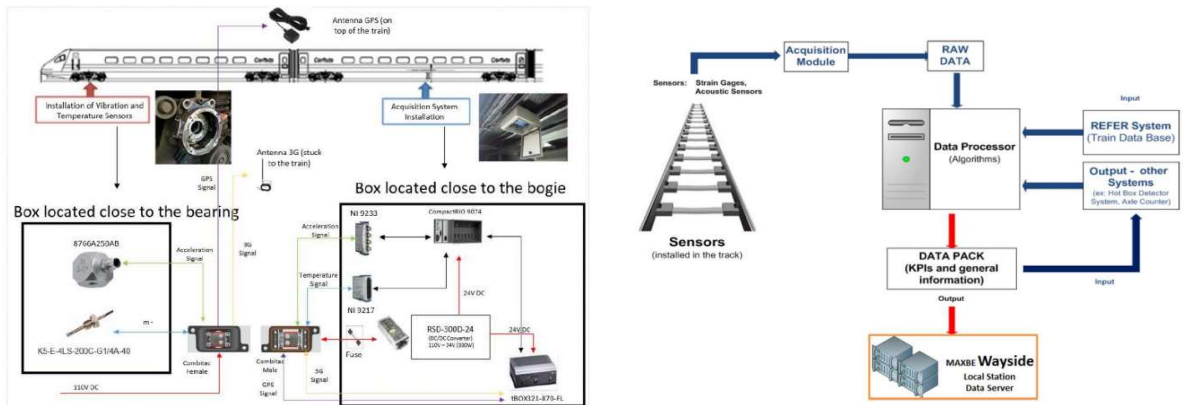 Antenna GPS (on
top of the train)
Installation of Vibration and
Temperature Sensors
Acquisition System
Installation
Antenna 3G (stuck
to the train)
GPS
Signal
Box located close to the bearing
Box located close to the bogie
8766A250AB
Acceleration
Signal
3G
Signal
K5-E-4LS-200C-G1/4A-40
Combitac
Female
110V DC
NI 9233
CompactRIO 9024
Acceleration
Signal
Temperature
Signal
NI 9217
24V DC
RSD-300D-24
(DC/DC Converter)
110V – 24V (300W)
24V DC
Fuse
Combitac
Male
GPS
Signal
3G
Signal
tBOX321-870-FL
Acquisition
Module
RAW
DATA
Sensors: Strain Gages,
Acoustic Sensors
Input
Data Processor
(Algorithms)
REFER System
(Train Data Base)
Output - other
Systems
(ex: Hot Box Detector
System, Axle Counter)
Sensors
(installed in the track)
DATA PACK
(KPIs and general
information)
Input
Output
MAXBE Wayside
Local Station
Data Server